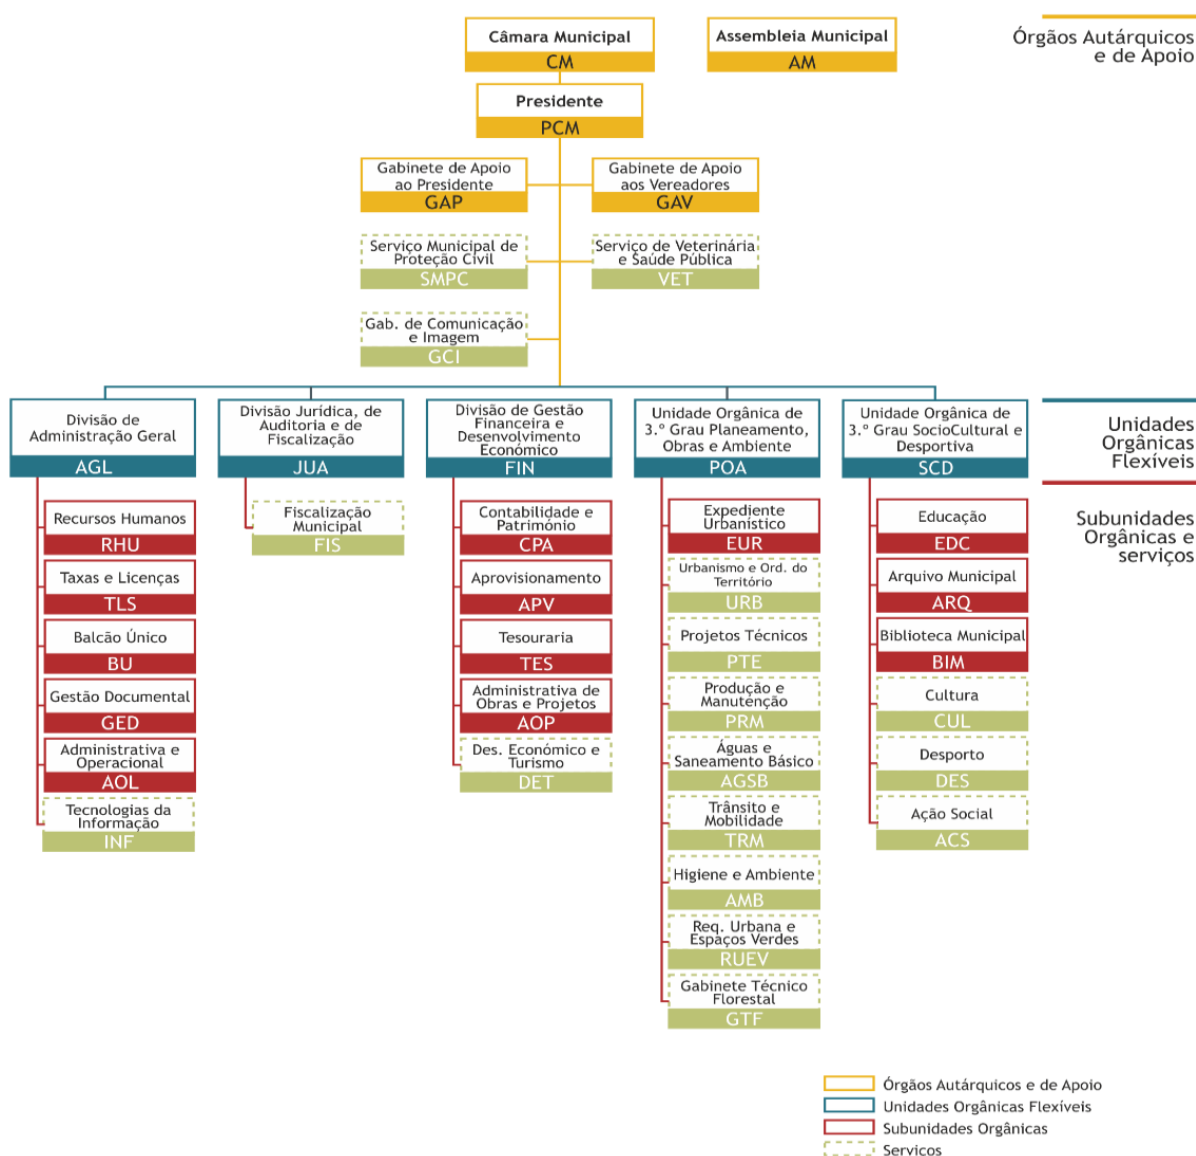 Câmara Municipal
CM
Assembleia Municipal
AM
Órgãos Autárquicos
e de Apoio
Presidente
PCM
Gabinete de Apoio
ao Presidente
GAP
Gabinete de Apoio
aos Vereadores
GAV
Serviço Municipal de
Proteção Civil
SMPC
Serviço de Veterinária
e Saúde Pública
VET
Gab. de Comunicação
e Imagem
GCI
Divisão de
Administração Geral
AGL
Divisão Jurídica, de
Auditoria e de
Fiscalização
JUA
Divisão de Gestão
Financeira e
Desenvolvimento
Económico
FIN
Unidade Orgânica de
3.º Grau Planeamento,
Obras e Ambiente
POA
Unidade Orgânica de
3.º Grau SocioCultural e
Desportiva
SCD
Unidades
Orgânicas
Flexíveis
Recursos Humanos
RHU
Taxas e Licenças
TLS
Balcão Único
BU
Gestão Documental
GED
Administrativa e
Operacional
AOL
Tecnologias da
Informação
INF
Fiscalização
Municipal
FIS
Contabilidade e
Património
CPA
Aprovisionamento
APV
Tesouraria
TES
Administrativa de
Obras e Projetos
AOP
Des. Económico e
Turismo
DET
Expediente
Urbanístico
EUR
Urbanismo e Ord. do
Território
URB
Projetos Técnicos
PTE
Produção e
Manutenção
PRM
Águas e
Saneamento Básico
AGSB
Trânsito e
Mobilidade
TRM
Higiene e Ambiente
AMB
Req. Urbana e
Espaços Verdes
RUEV
Gabinete Técnico
Florestal
GTF
Educação
EDC
Arquivo Municipal
ARQ
Biblioteca Municipal
BIM
Cultura
CUL
Desporto
DES
Ação Social
ACS
Subunidades
Orgânicas e
serviços
Órgãos Autárquicos e de Apoio
Unidades Orgânicas Flexíveis
Subunidades Orgânicas
Serviços